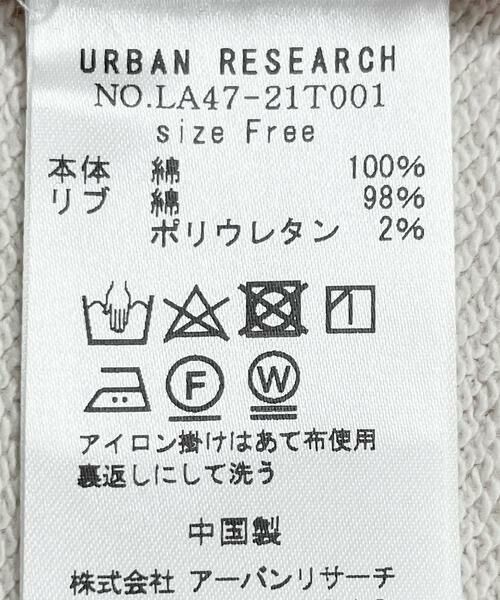 URBAN RESEARCH
NO.LA47-21T001
size Free
本体 綿 100%
リブ 綿 98%
ポリウレタン 2%
F W
アイロン掛けはあて布使用
裏返しにして洗う
中国製
株式会社 アーバンリサーチ